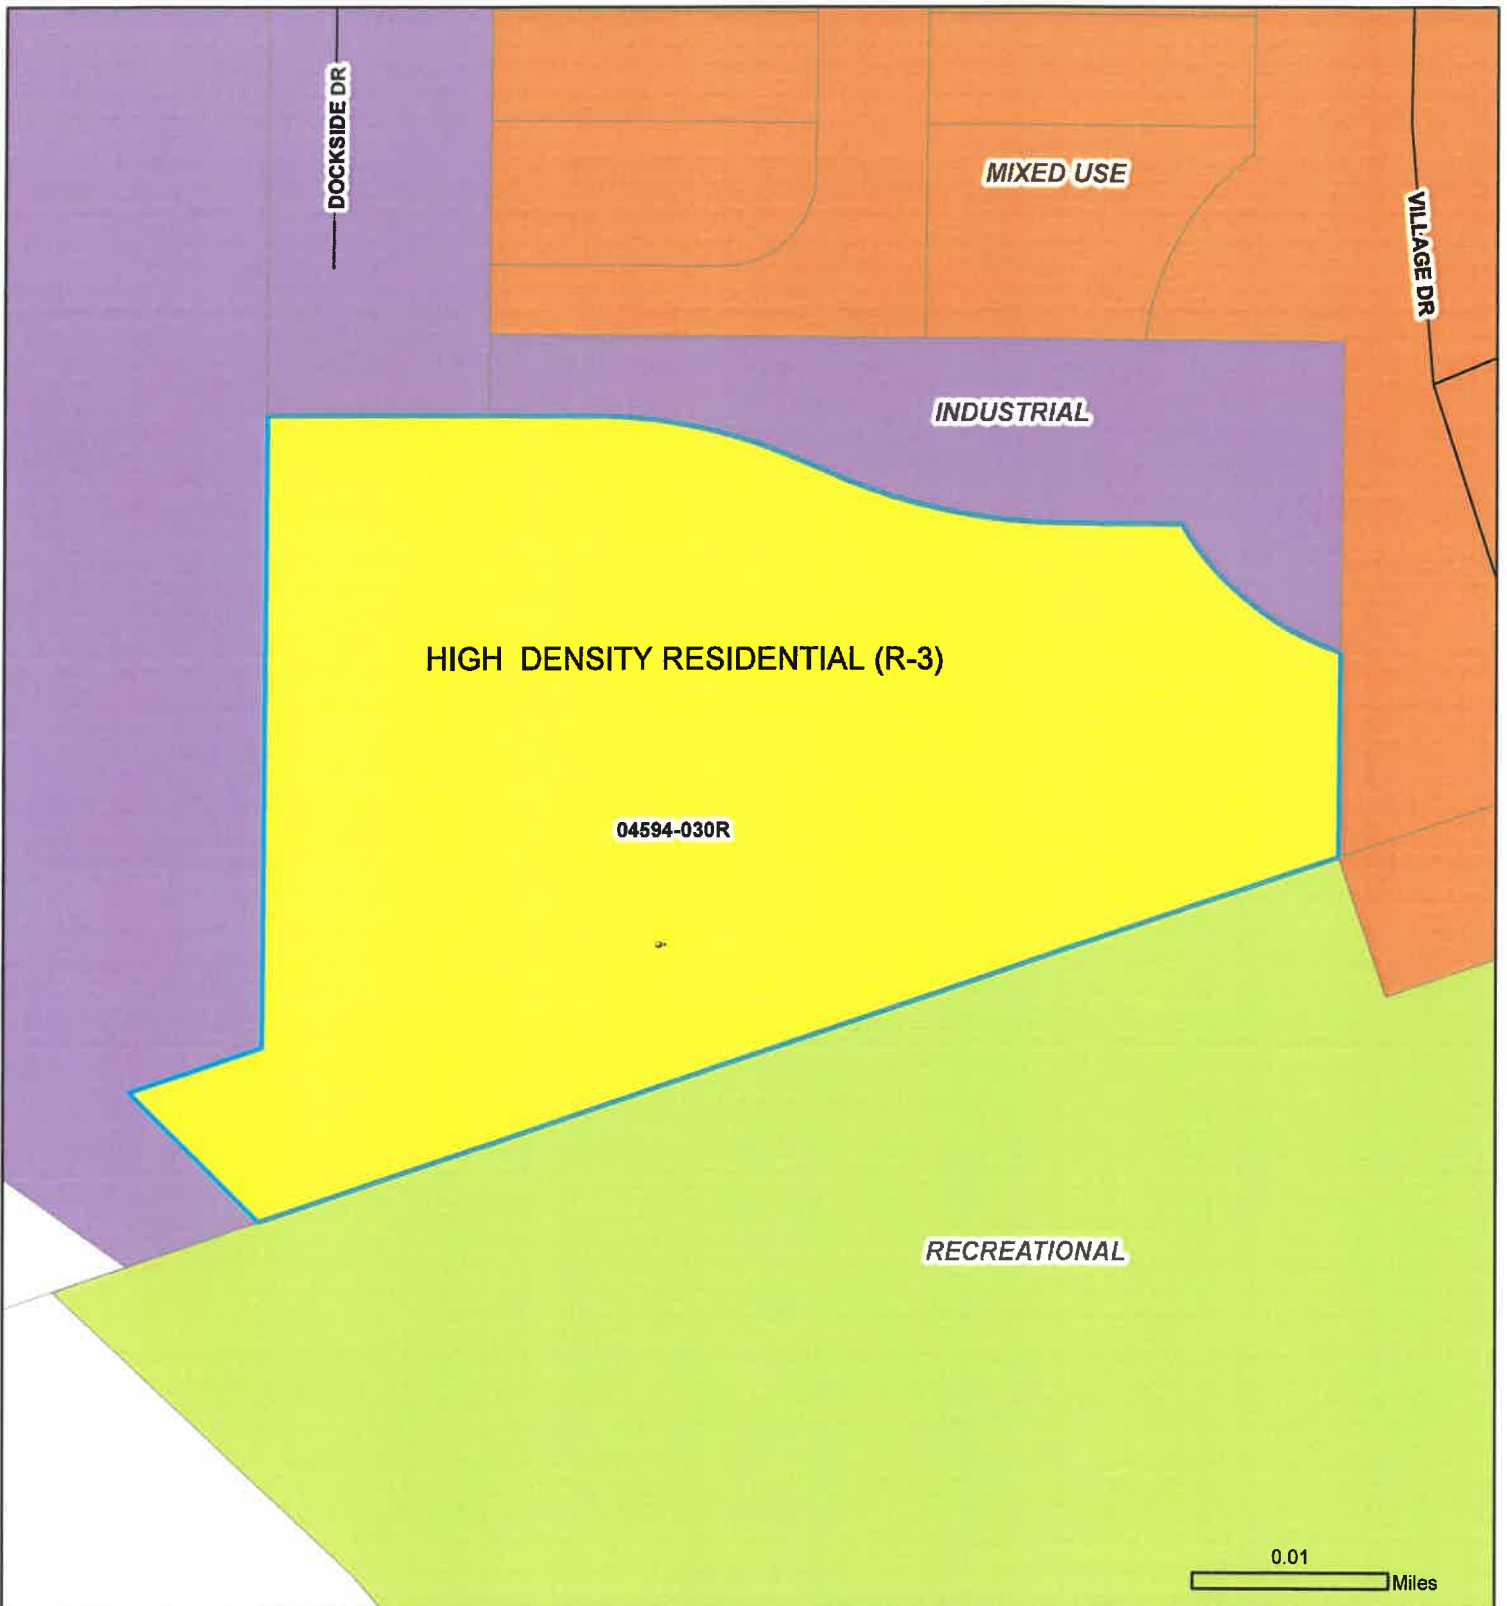 DOCKSIDE DR
MIXED USE
VILLAGE DR
INDUSTRIAL
HIGH DENSITY RESIDENTIAL (R-3)
04594-030R
RECREATIONAL
0.01
Miles